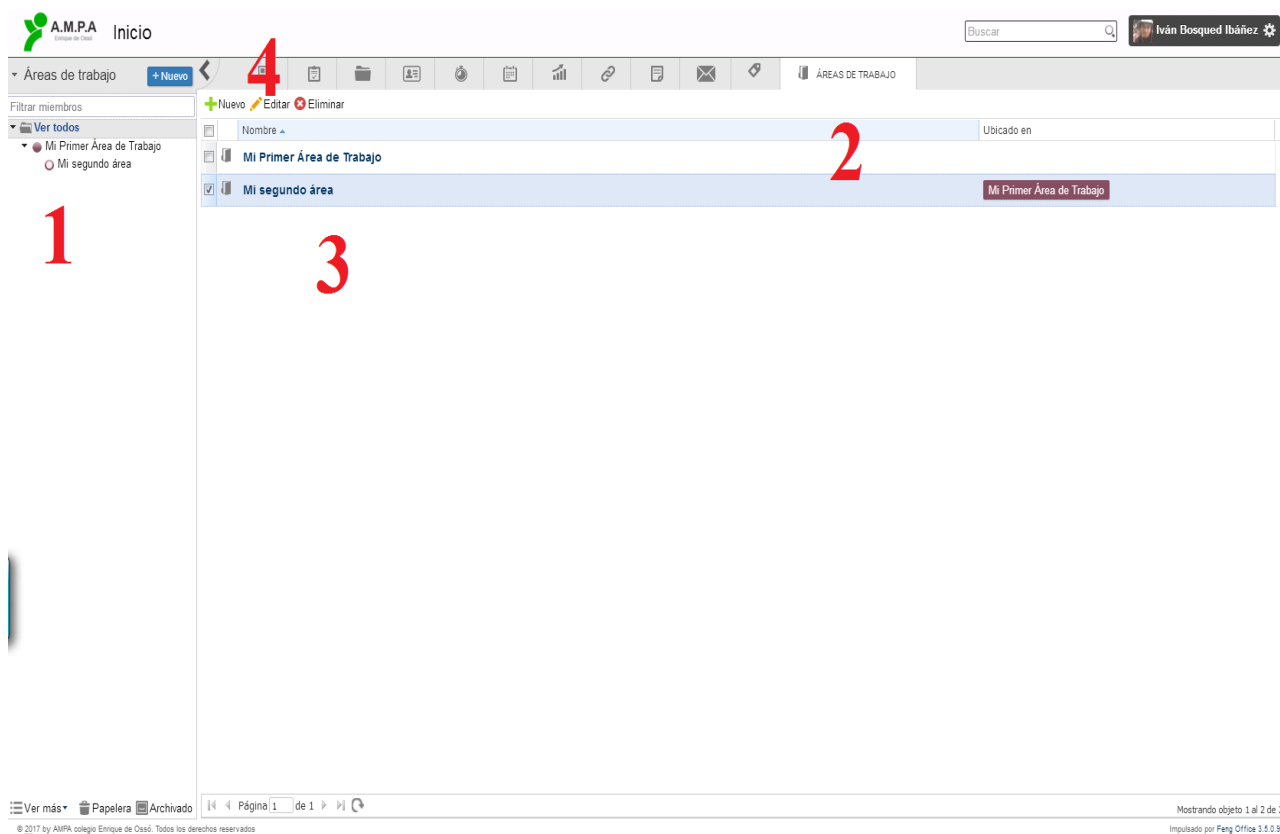 A.M.P.A
Enrique de Ossó
Inicio
Buscar
Iván Bosqued Ibáñez
Áreas de trabajo
+ Nuevo
4
ÁREAS DE TRABAJO
Filtrar miembros
Nuevo Editar Eliminar
Ver todos
Nombre
Ubicado en
2
Mi Primer Área de Trabajo
Mi Primer Área de Trabajo
Mi segundo área
Mi segundo área
Mi Primer Área de Trabajo
1
3
Ver más Papelera Archivado
Página 1 de 1
Mostrando objeto 1 al 2 de
© 2017 by AMPA colegio Enrique de Ossó. Todos los derechos reservados
Impulsado por Feng Office 3.5.0.